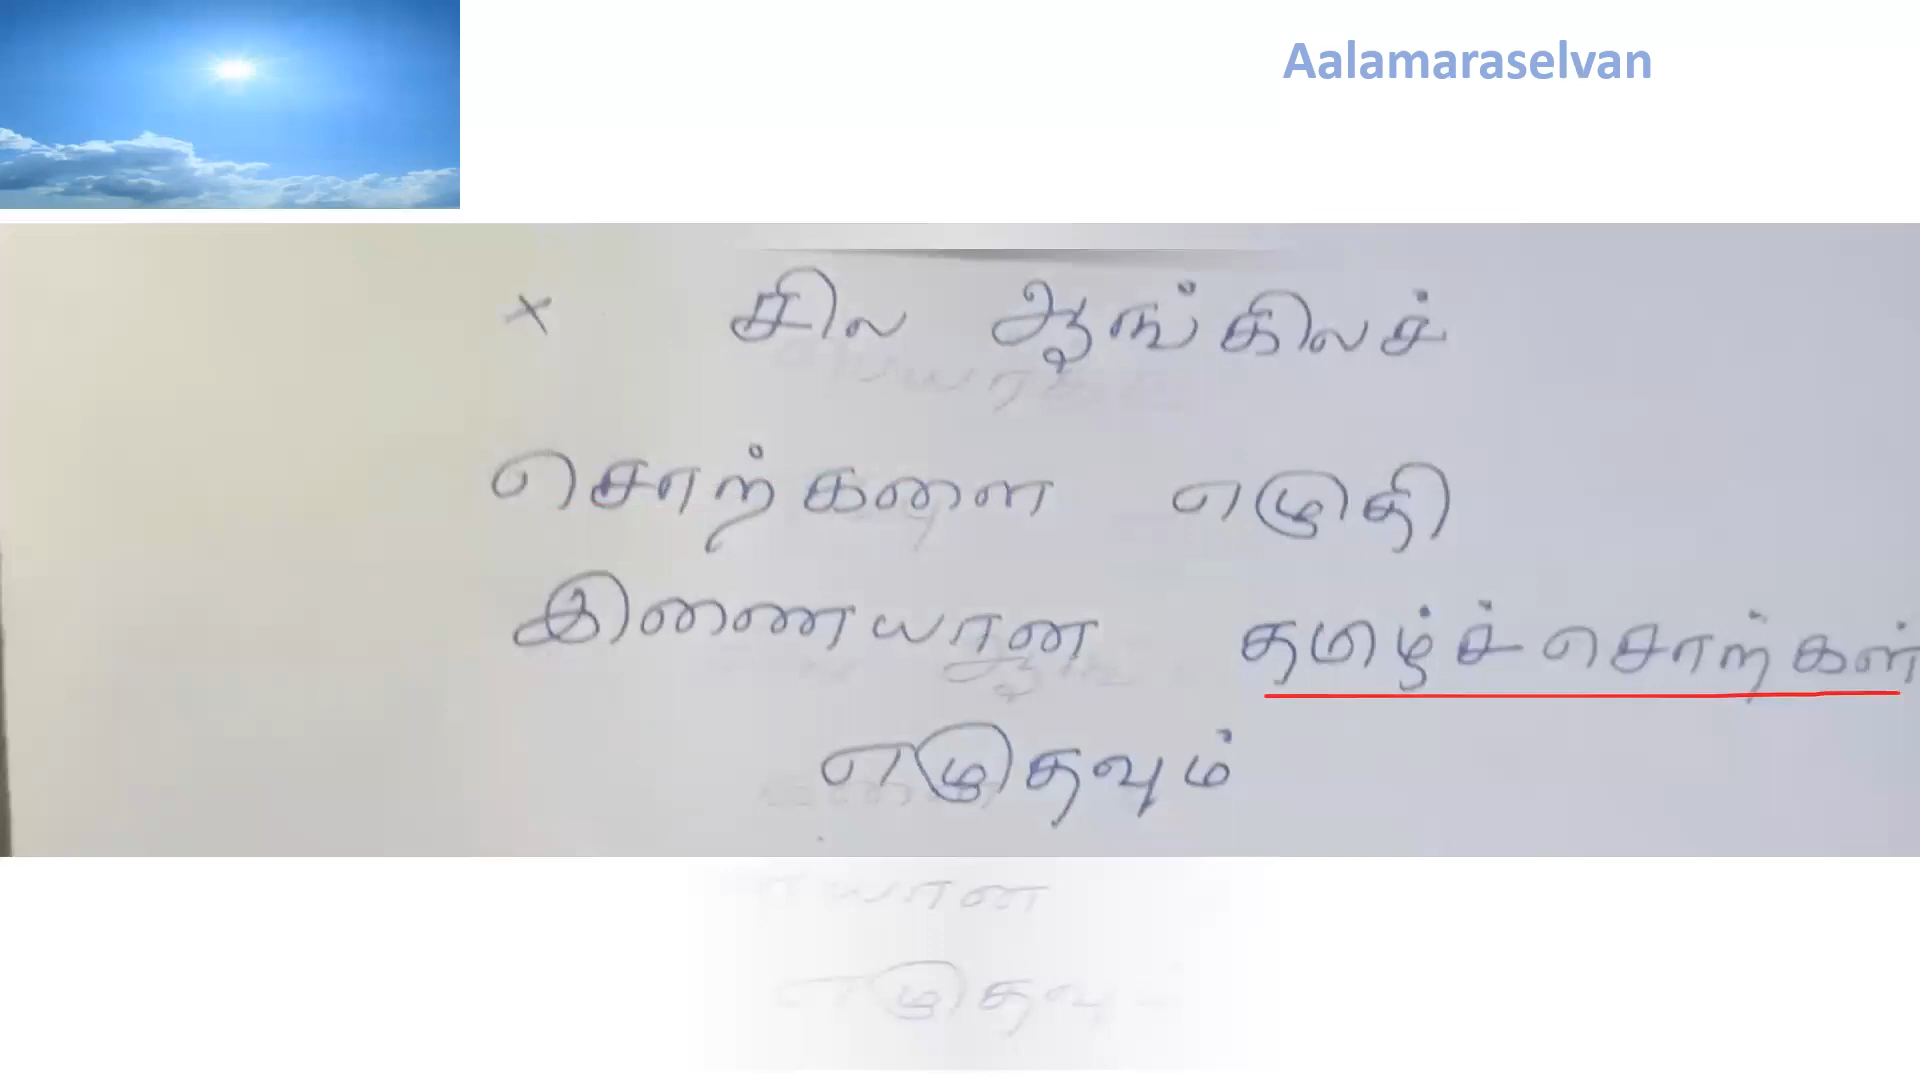 Aalamaraselvan
× சில ஆங்கிலச்
சொற்களை எழுதி
இணையான தமிழ்ச்சொற்கள்
எழுதவும்